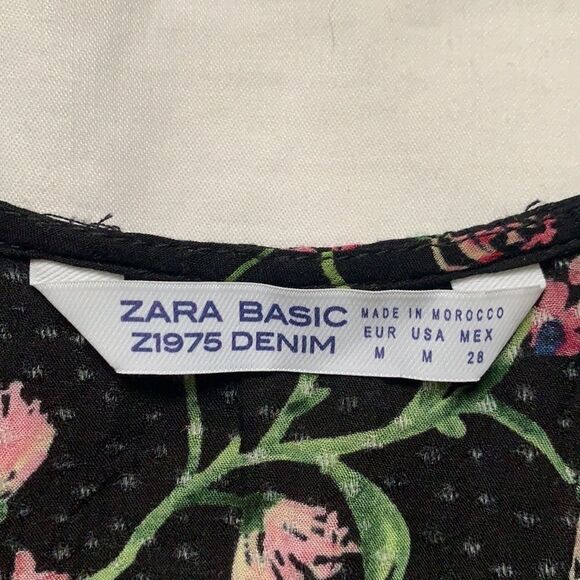 ZARA BASIC
Z1975 DENIM
MADE IN MOROCCO
EUR USA MEX
M M 28